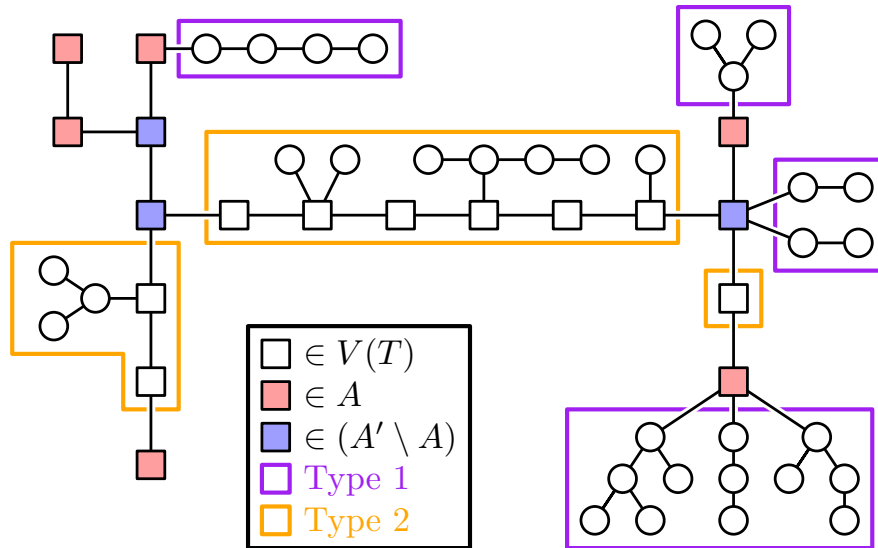 ∈ V(T)
∈ A
∈ (A′ \ A)
Type 1
Type 2